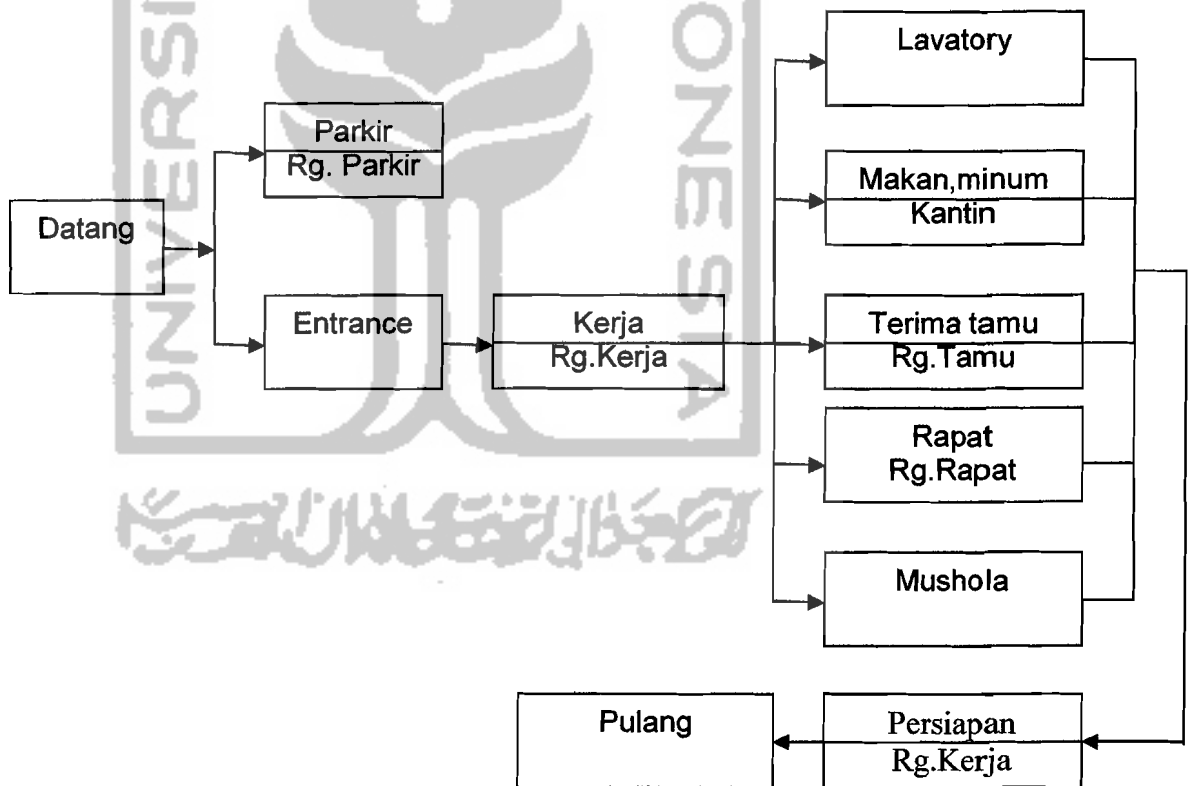 Datang
Parkir
Rg. Parkir
Entrance
Kerja
Rg.Kerja
Lavatory
Makan,minum
Kantin
Terima tamu
Rg.Tamu
Rapat
Rg.Rapat
Mushola
Persiapan
Rg.Kerja
Pulang